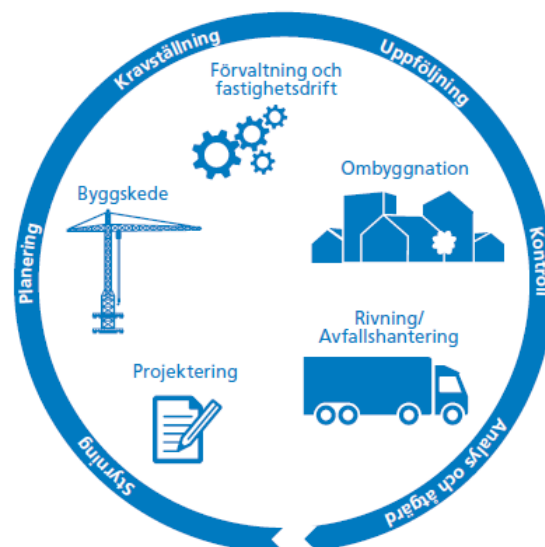 Kravställning
Uppföljning
Förvaltning och
fastighetsdrift
Ombyggnation
Byggskede
Planering
Kontroll
Rivning/
Avfallshantering
Projektering
Styrning
Analys och åtgärd